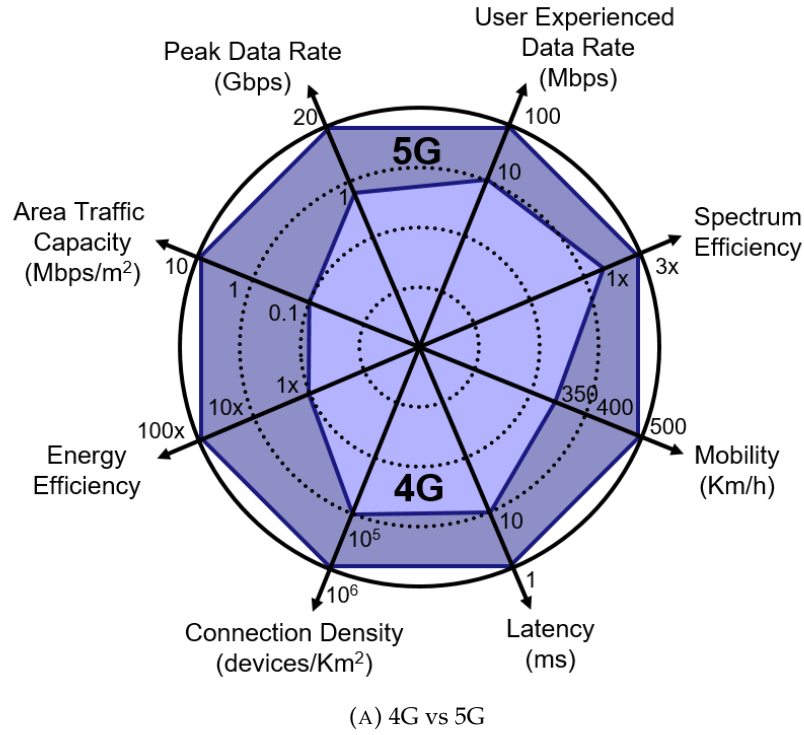 User Experienced
Data Rate
(Mbps)
Peak Data Rate
(Gbps)
20
100
5G
1
10
Area Traffic
Capacity
(Mbps/m²)
10
1
0.1
Spectrum
Efficiency
3x
1x
350
400
500
Mobility
(Km/h)
1x
10x
100x
Energy
Efficiency
4G
10⁵
10⁶
Connection Density
(devices/Km²)
10
1
Latency
(ms)
(A) 4G vs 5G